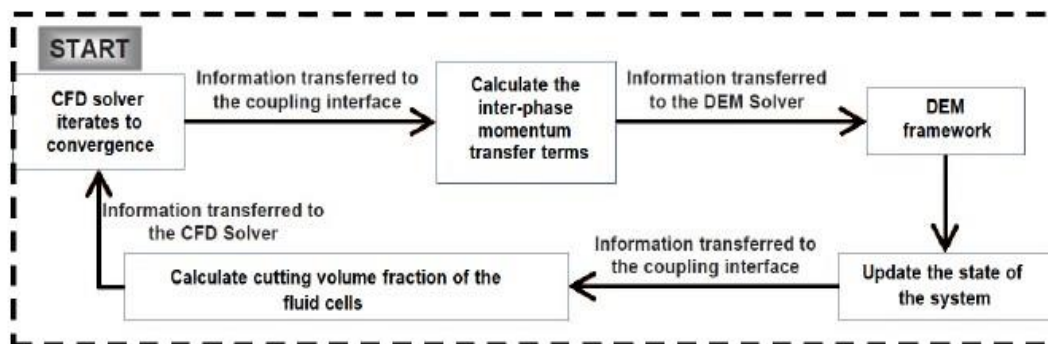 START
CFD solver
iterates to
convergence
Information transferred to
the coupling interface
Calculate the
inter-phase
momentum
transfer terms
Information transferred
to the DEM Solver
DEM
framework
Update the state of
the system
Information transferred to
the coupling interface
Calculate cutting volume fraction of the
fluid cells
Information transferred to
the CFD Solver